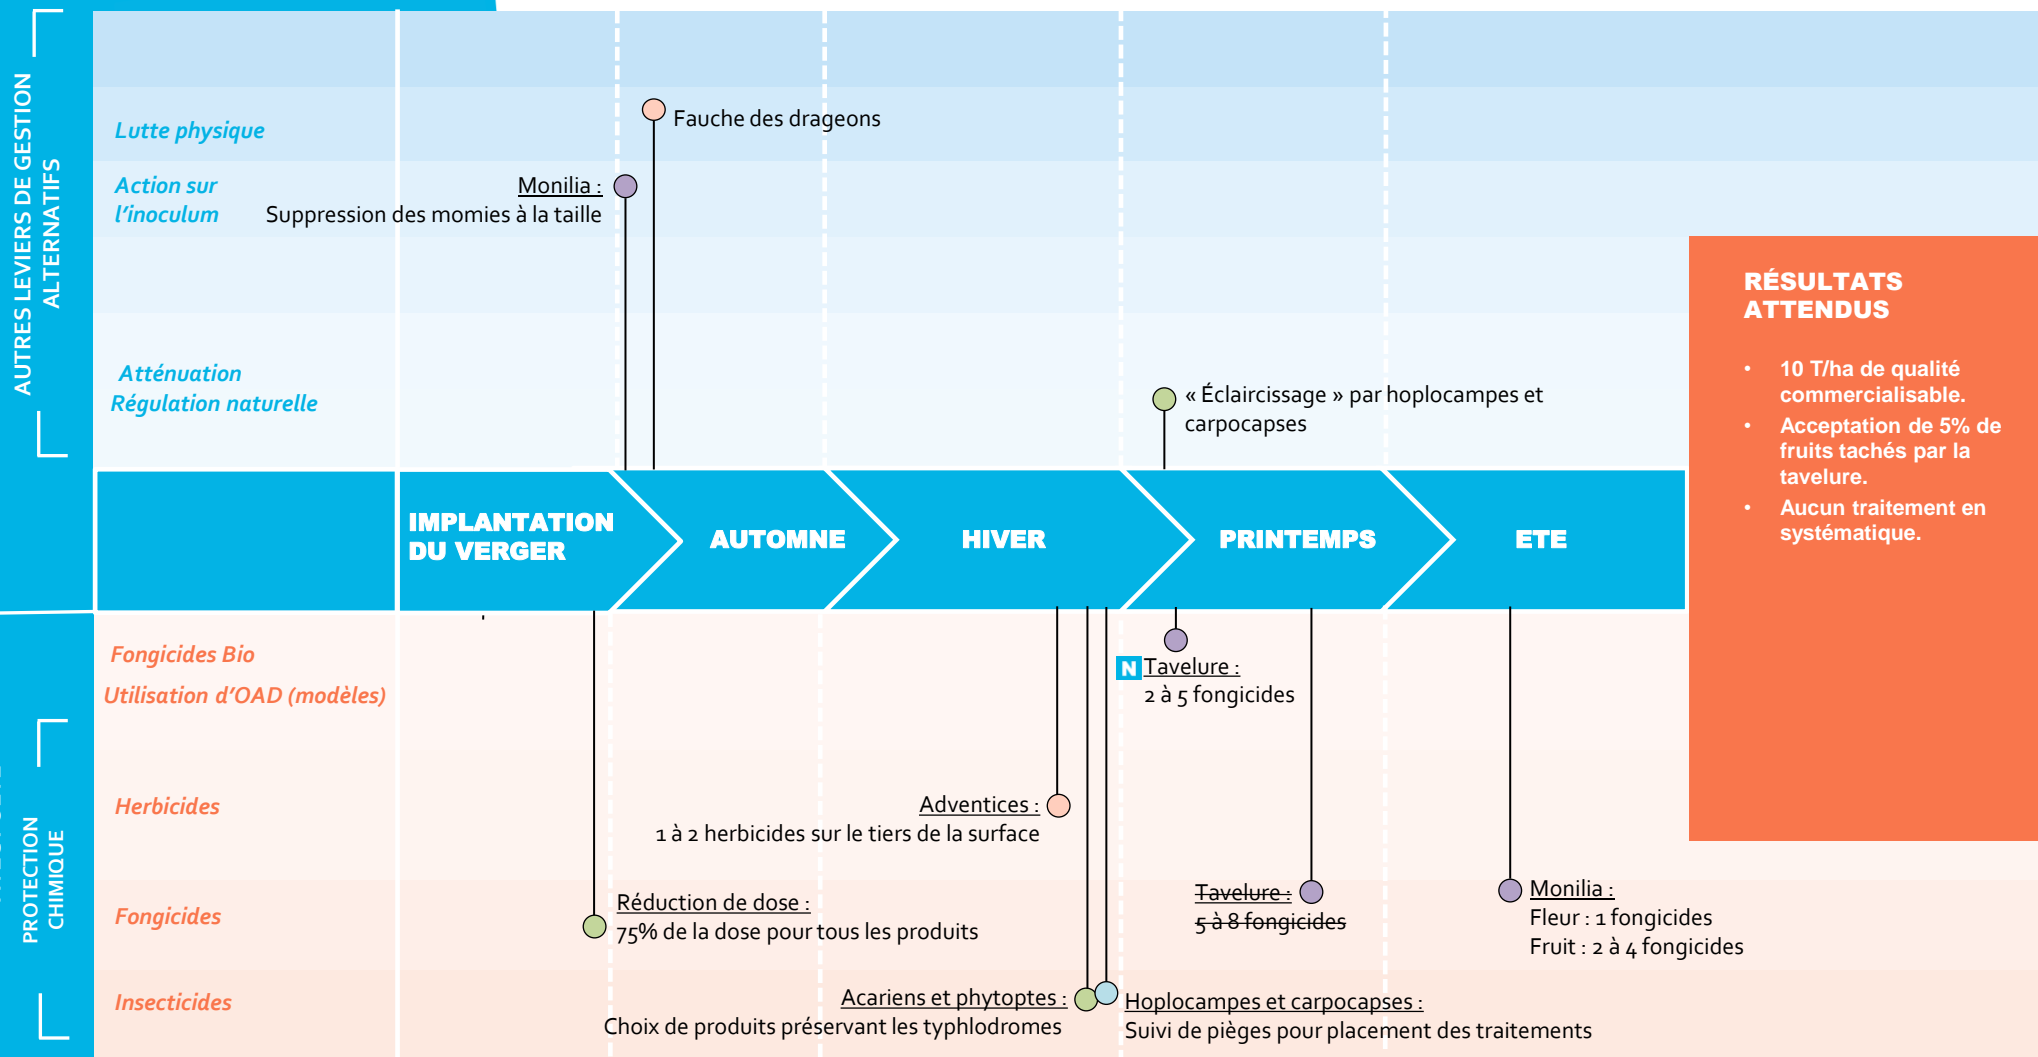 AUTRES LEVIERS DE GESTION
ALTERNATIFS
Lutte physique
Fauche des drageons
Action sur
l'inoculum
Monilia :
Suppression des momies à la taille
Atténuation
Régulation naturelle
« Éclaircissage » par hoplocampes et
carpocapses
RÉSULTATS
ATTENDUS
• 10 T/ha de qualité
commercialisable.
• Acceptation de 5% de
fruits tachés par la
tavelure.
• Aucun traitement en
systématique.
IMPLANTATION
DU VERGER
AUTOMNE
HIVER
PRINTEMPS
ETE
PROTECTION
CHIMIQUE
Fongicides Bio
Utilisation d'OAD (modèles)
N Tavelure :
2 à 5 fongicides
Herbicides
Adventices :
1 à 2 herbicides sur le tiers de la surface
Fongicides
Réduction de dose :
75% de la dose pour tous les produits
Tavelure :
5 à 8 fongicides
Monilia :
Fleur : 1 fongicides
Fruit : 2 à 4 fongicides
Insecticides
Acariens et phytoptes :
Choix de produits préservant les typhlodromes
Hoplocampes et carpocapses :
Suivi de pièges pour placement des traitements